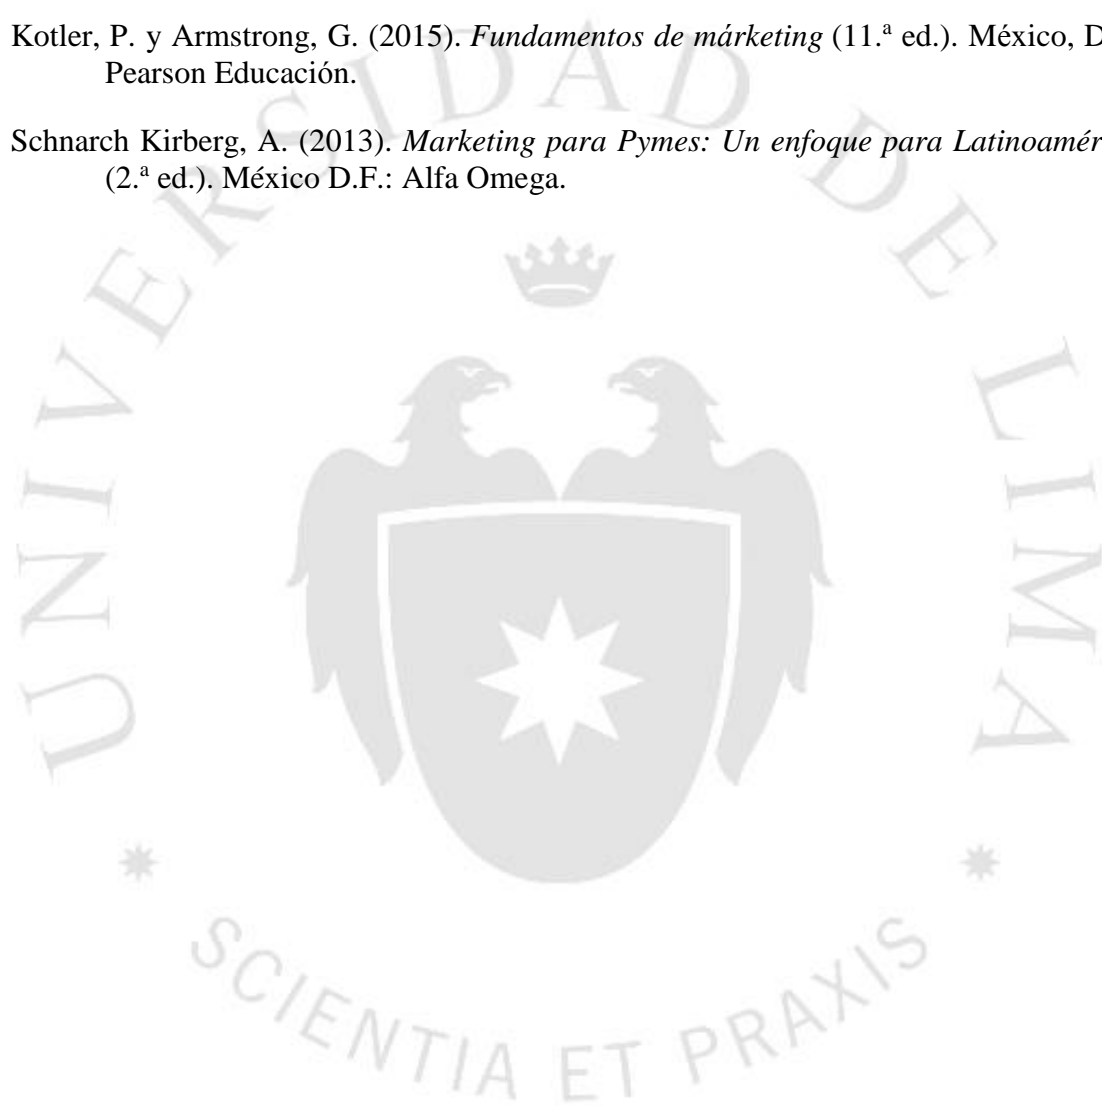 Kotler, P. y Armstrong, G. (2015). Fundamentos de márketing (11.ª ed.). México, D
Pearson Educación.
Schnarch Kirberg, A. (2013). Marketing para Pymes: Un enfoque para Latinoamér
(2.ª ed.). México D.F.: Alfa Omega.
UNIVERSIDAD DE LIMA
SCIENTIA ET PRAXIS